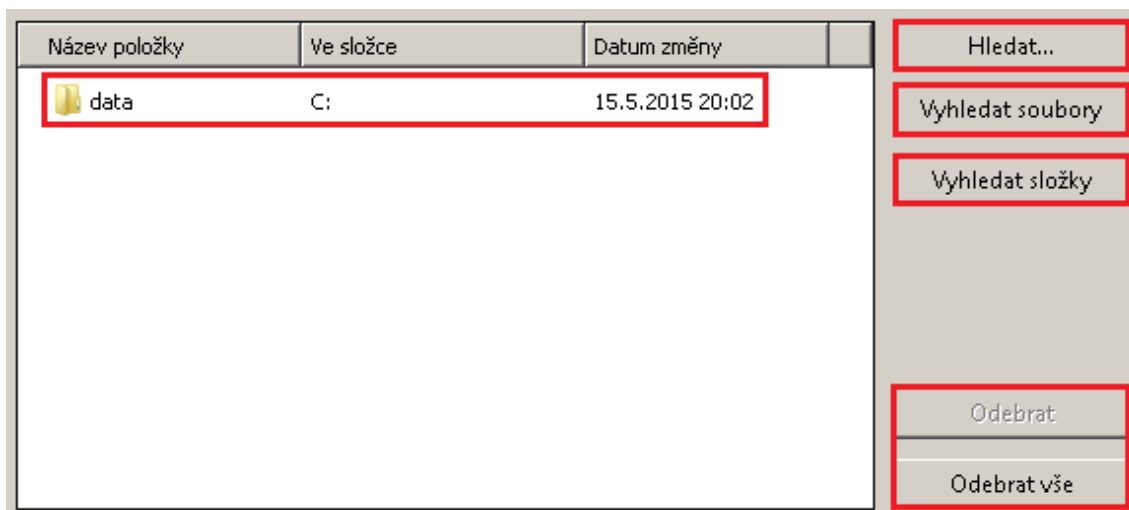 Název položky Ve složce Datum změny
data C: 15.5.2015 20:02
Hledat...
Vyhledat soubory
Vyhledat složky
Odebrat
Odebrat vše